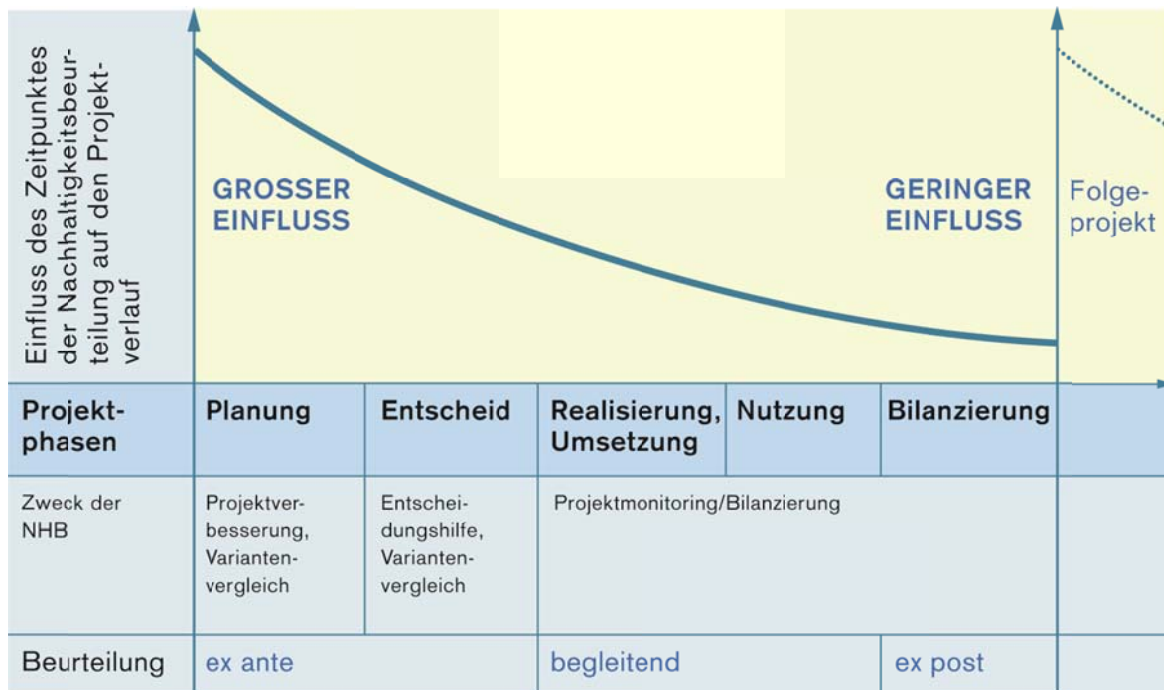 Einfluss des Zeitpunktes
der Nachhaltigkeitsbeur-
teilung auf den Projekt-
verlauf
GROSSER
EINFLUSS
GERINGER
EINFLUSS
Folge-
projekt
Projekt-
phasen
Planung
Entscheid
Realisierung,
Umsetzung
Nutzung
Bilanzierung
Zweck der
NHB
Projektver-
besserung,
Varianten-
vergleich
Entschei-
dungshilfe,
Varianten-
vergleich
Projektmonitoring/Bilanzierung
Beurteilung
ex ante
begleitend
ex post